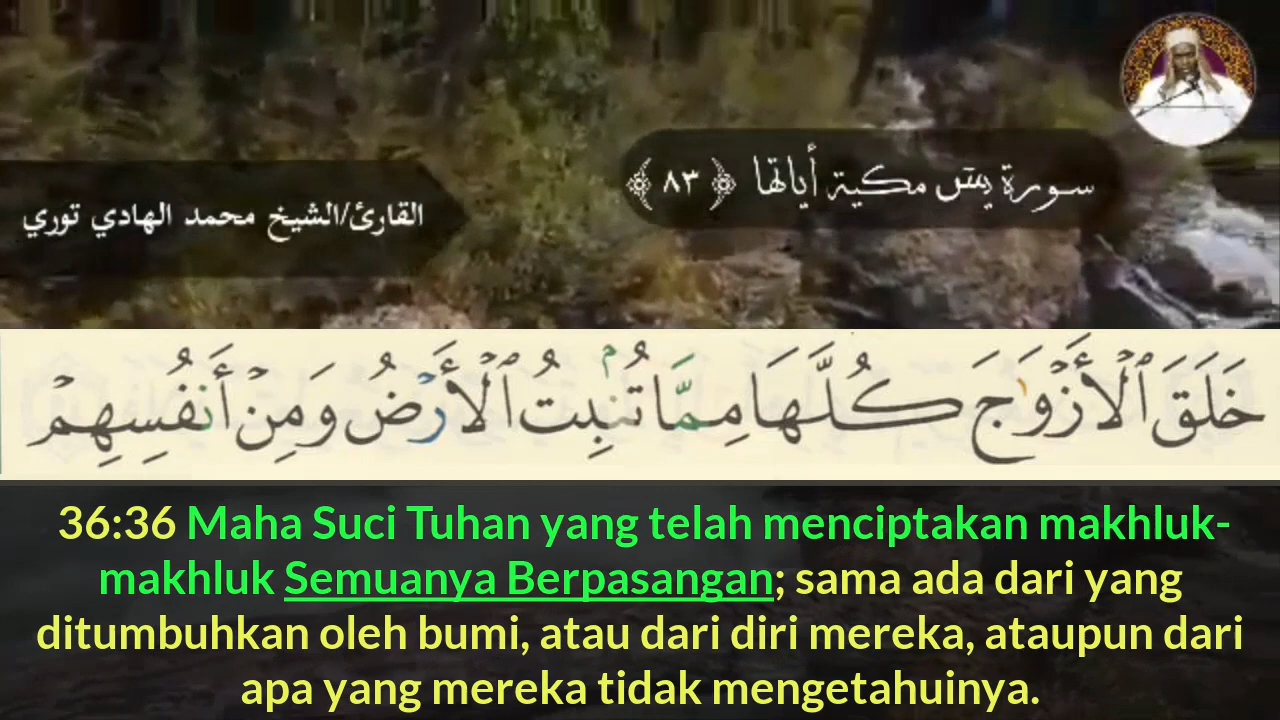 سورة يس مكية أياتها ﴿٨٣﴾
القارئ/الشيخ محمد الهادي توري
خَلَقَ ٱلْأَزْوَٰجَ كُلَّهَا مِمَّا تُنۢبِتُ ٱلْأَرْضُ وَمِنْ أَنفُسِهِمْ
36:36 Maha Suci Tuhan yang telah menciptakan makhluk-
makhluk Semuanya Berpasangan; sama ada dari yang
ditumbuhkan oleh bumi, atau dari diri mereka, ataupun dari
apa yang mereka tidak mengetahuinya.